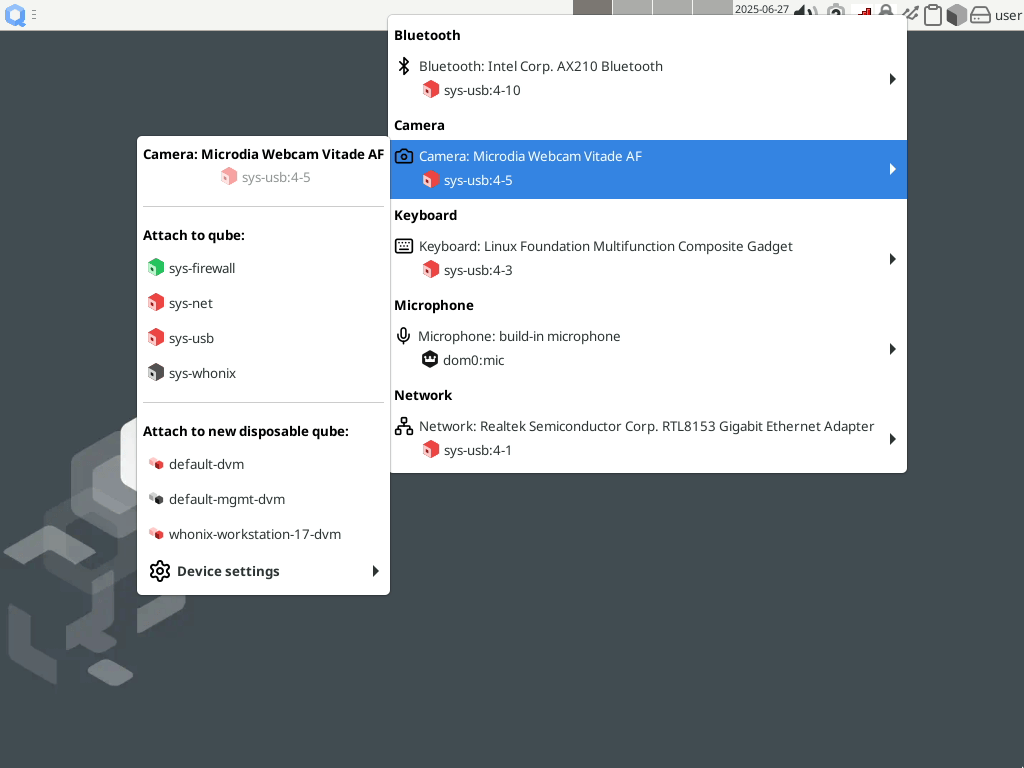 2025-06-27
user
Bluetooth
Bluetooth: Intel Corp. AX210 Bluetooth
sys-usb:4-10
Camera
Camera: Microdia Webcam Vitade AF
sys-usb:4-5
Keyboard
Keyboard: Linux Foundation Multifunction Composite Gadget
sys-usb:4-3
Microphone
Microphone: build-in microphone
dom0:mic
Network
Network: Realtek Semiconductor Corp. RTL8153 Gigabit Ethernet Adapter
sys-usb:4-1
Camera: Microdia Webcam Vitade AF
sys-usb:4-5
Attach to qube:
sys-firewall
sys-net
sys-usb
sys-whonix
Attach to new disposable qube:
default-dvm
default-mgmt-dvm
whonix-workstation-17-dvm
Device settings